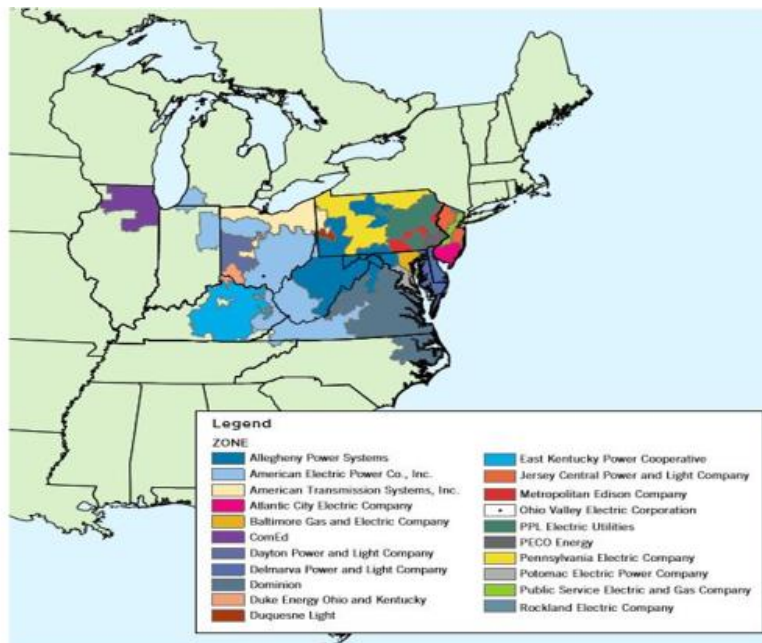 Legend
ZONE
Allegheny Power Systems
American Electric Power Co., Inc.
American Transmission Systems, Inc.
Atlantic City Electric Company
Baltimore Gas and Electric Company
ComEd
Dayton Power and Light Company
Delmarva Power and Light Company
Dominion
Duke Energy Ohio and Kentucky
Duquesne Light
East Kentucky Power Cooperative
Jersey Central Power and Light Company
Metropolitan Edison Company
Ohio Valley Electric Corporation
PPL Electric Utilities
PECO Energy
Pennsylvania Electric Company
Potomac Electric Power Company
Public Service Electric and Gas Company
Rockland Electric Company